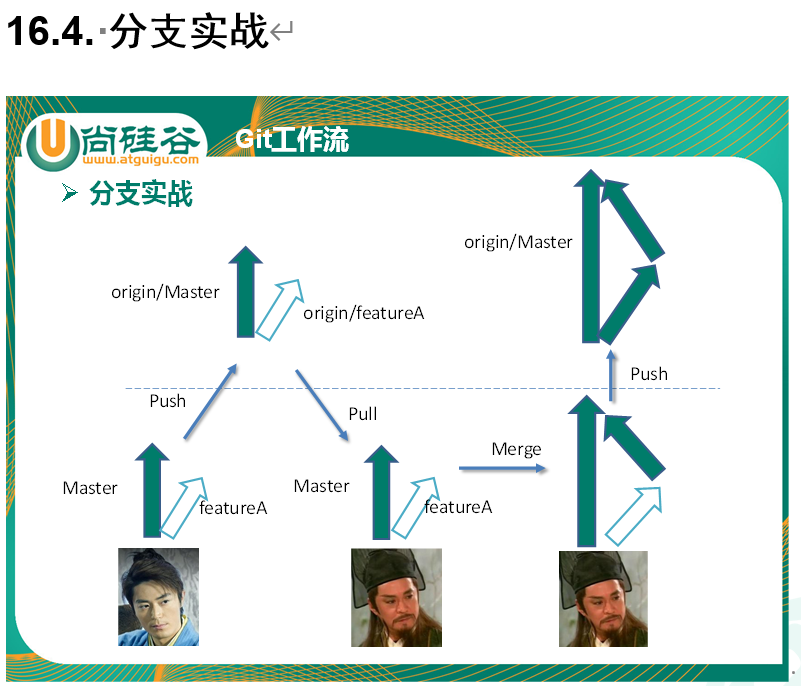 16.4. 分支实战
尚硅谷
www.atguigu.com
Git工作流
分支实战
origin/Master
origin/Master
origin/featureA
Push
Pull
Push
Master
featureA
Master
featureA
Merge